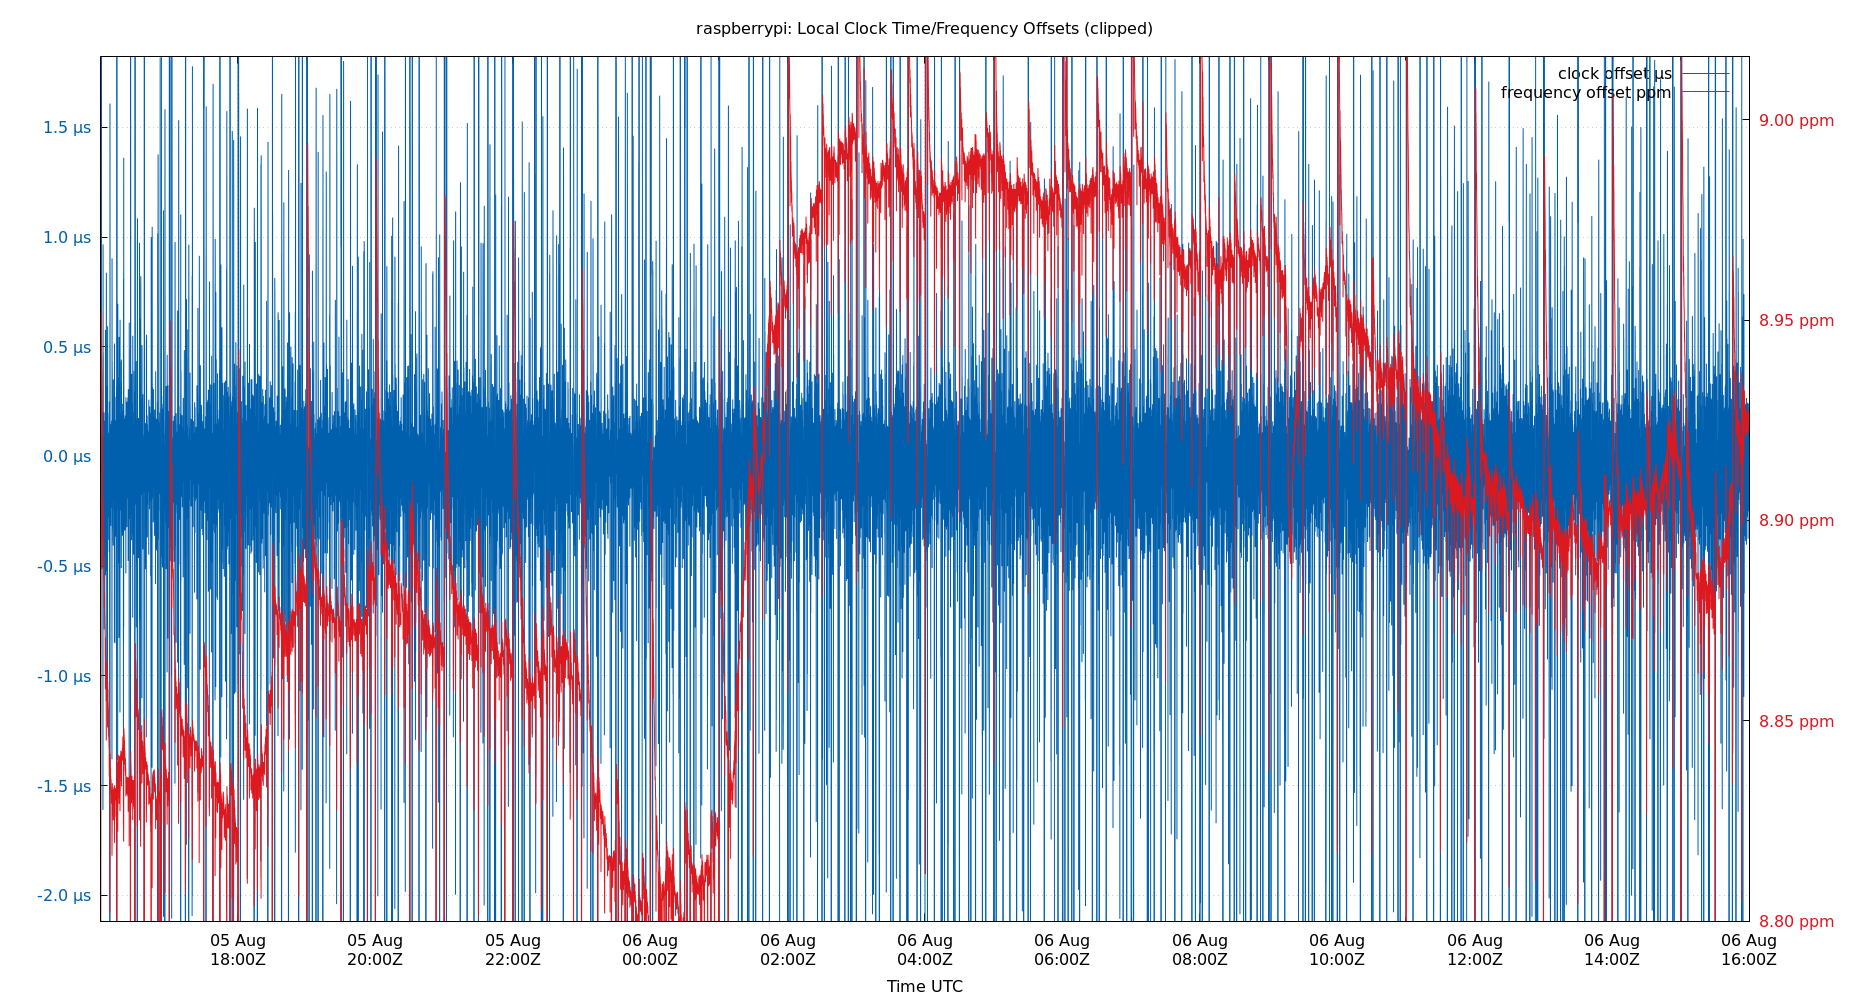 raspberrypi: Local Clock Time/Frequency Offsets (clipped)
clock offset µs
frequency offset ppm
1.5 µs
1.0 µs
0.5 µs
0.0 µs
-0.5 µs
-1.0 µs
-1.5 µs
-2.0 µs
9.00 ppm
8.95 ppm
8.90 ppm
8.85 ppm
8.80 ppm
05 Aug 05 Aug 05 Aug 06 Aug 06 Aug 06 Aug 06 Aug 06 Aug 06 Aug 06 Aug 06 Aug 06 Aug
18:00Z 20:00Z 22:00Z 00:00Z 02:00Z 04:00Z 06:00Z 08:00Z 10:00Z 12:00Z 14:00Z 16:00Z
Time UTC